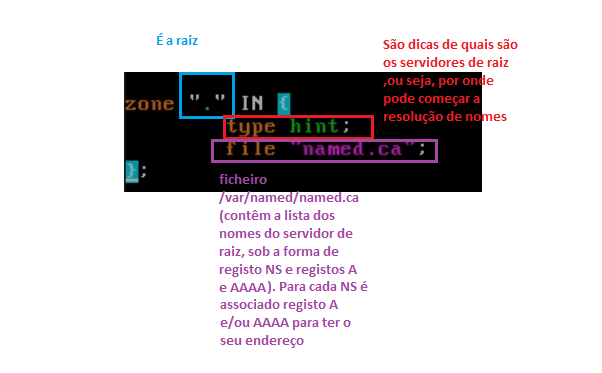 É a raiz
São dicas de quais são
os servidores de raiz
,ou seja, por onde
pode começar a
resolução de nomes
zone "." IN {
type hint;
file "named.ca";
};
ficheiro
/var/named/named.ca
(contêm a lista dos
nomes do servidor de
raiz, sob a forma de
registo NS e registos A
e AAAA). Para cada NS é
associado registo A
e/ou AAAA para ter o
seu endereço